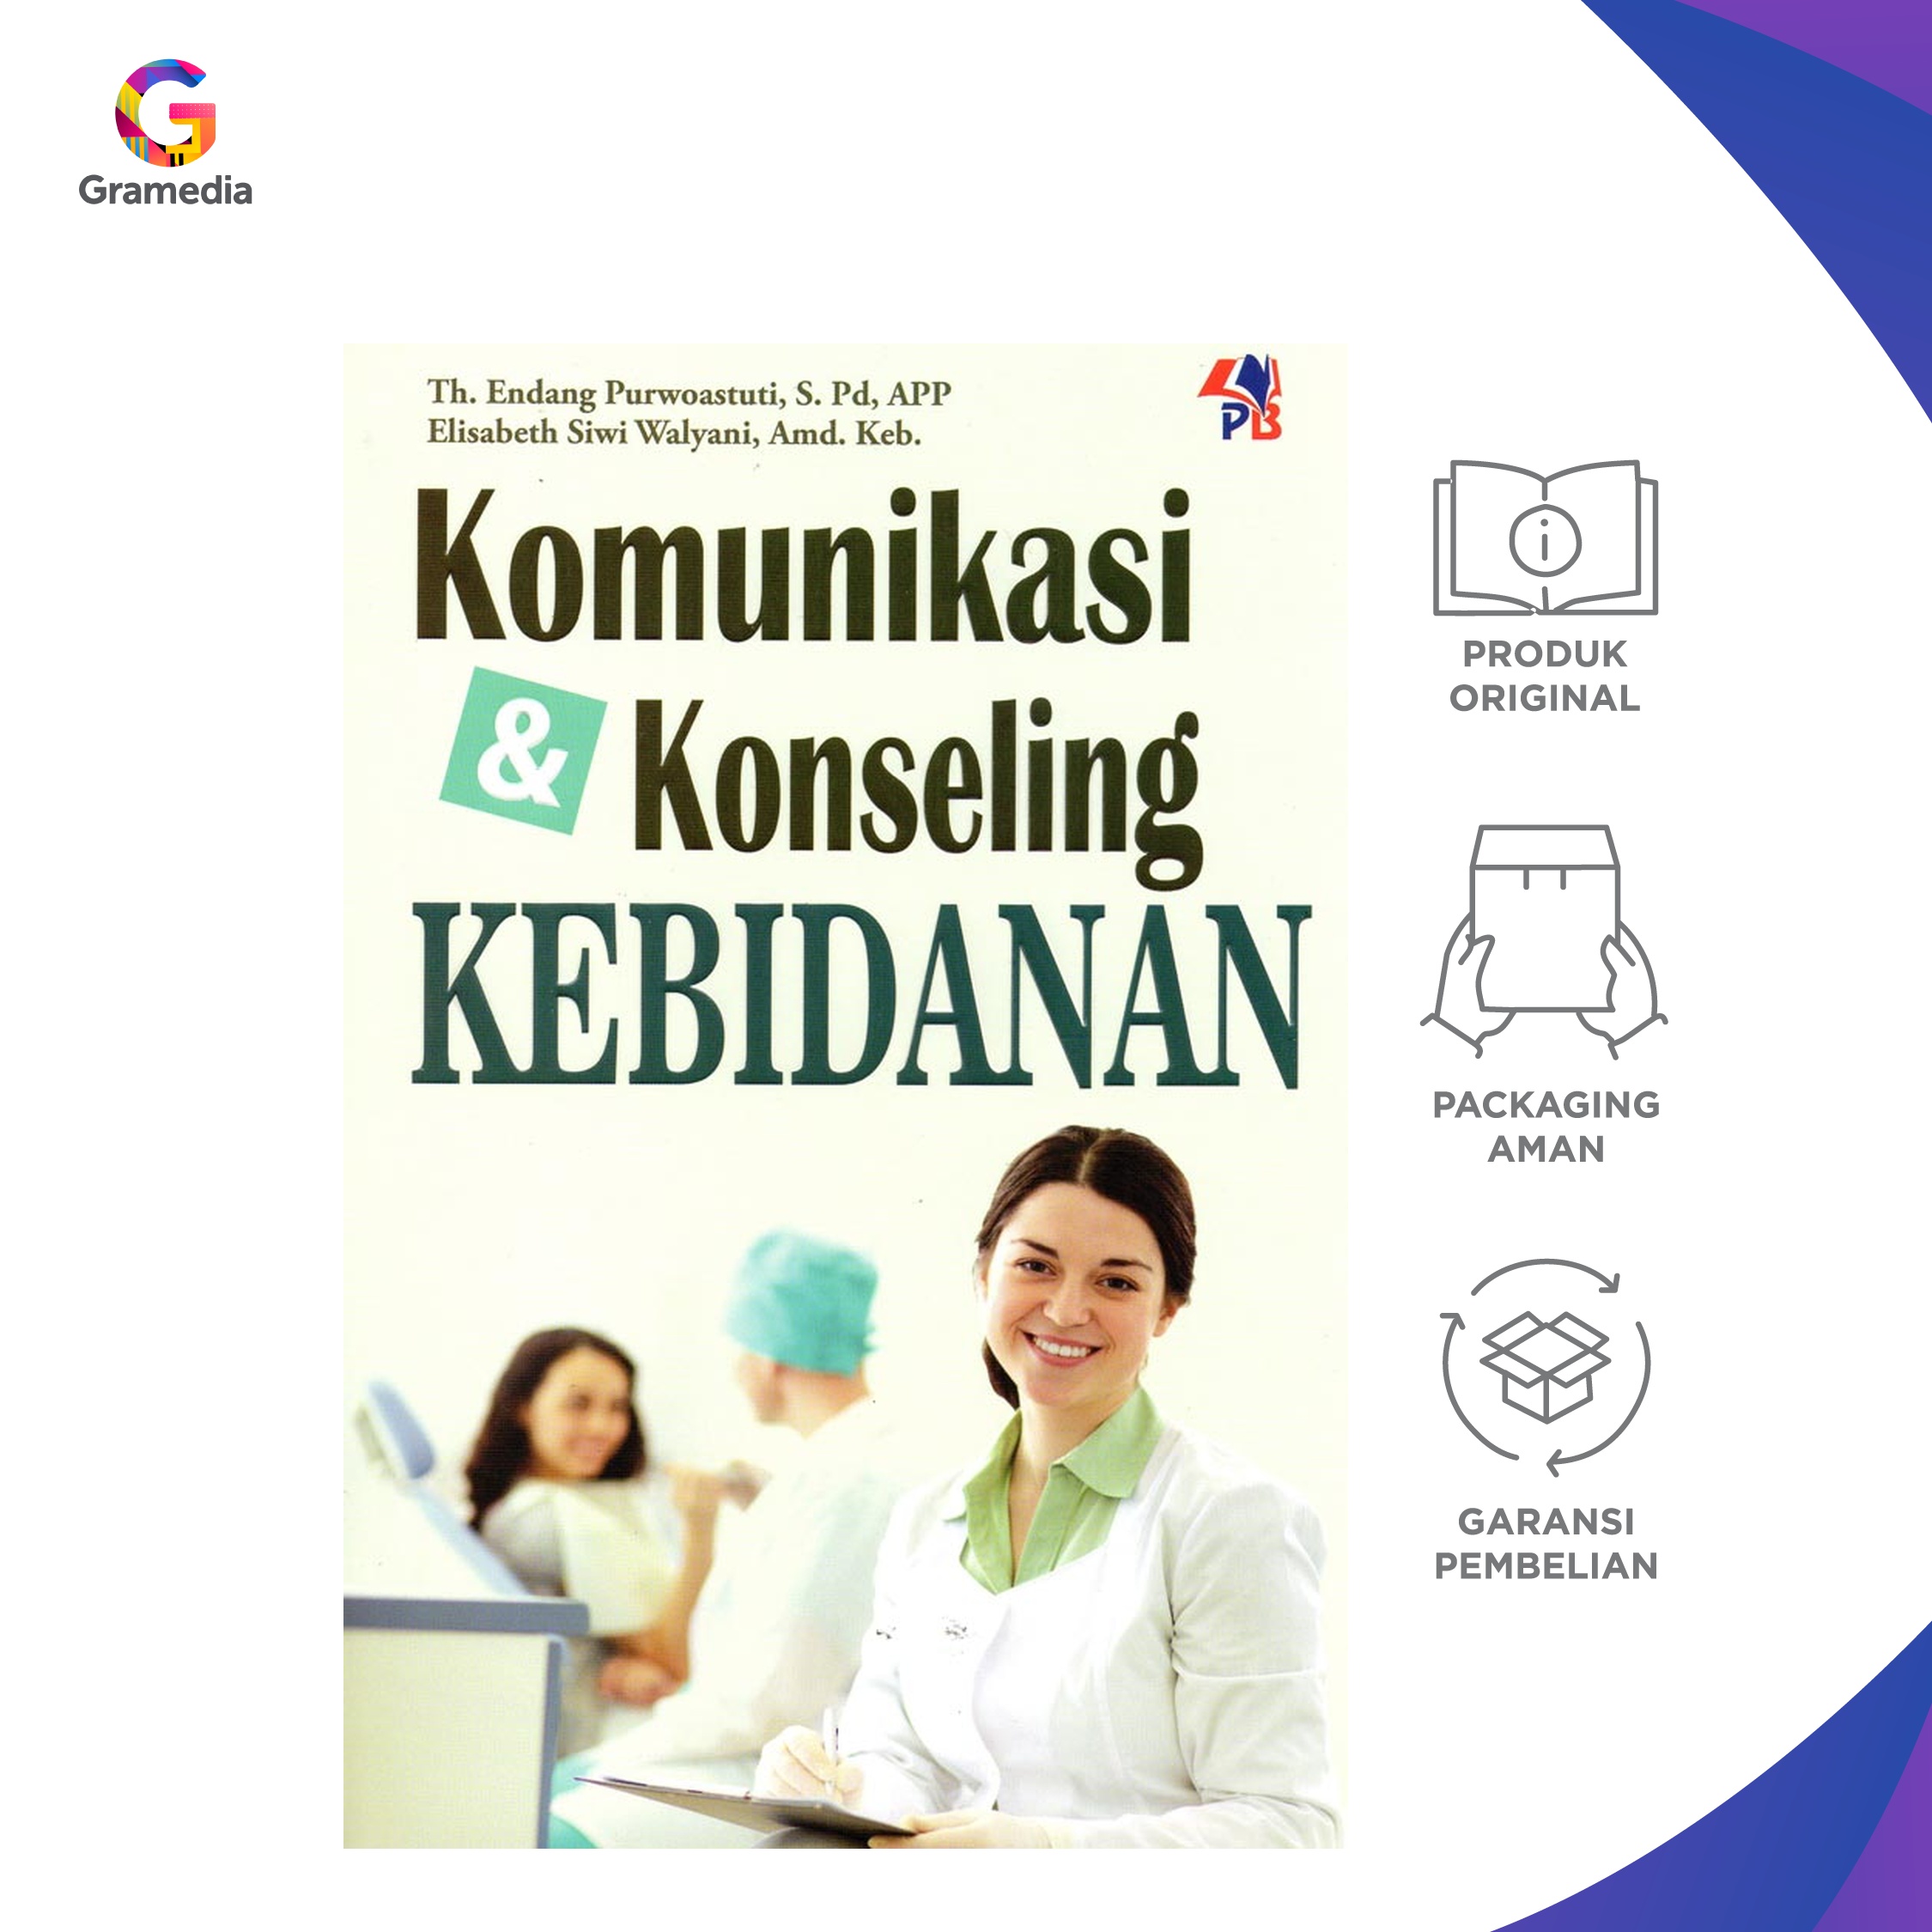 Gramedia
Th. Endang Purwoastuti, S. Pd, APP
Elisabeth Siwi Walyani, Amd. Keb.
PB
Komunikasi
& Konseling
KEBIDANAN
PRODUK
ORIGINAL
PACKAGING
AMAN
GARANSI
PEMBELIAN